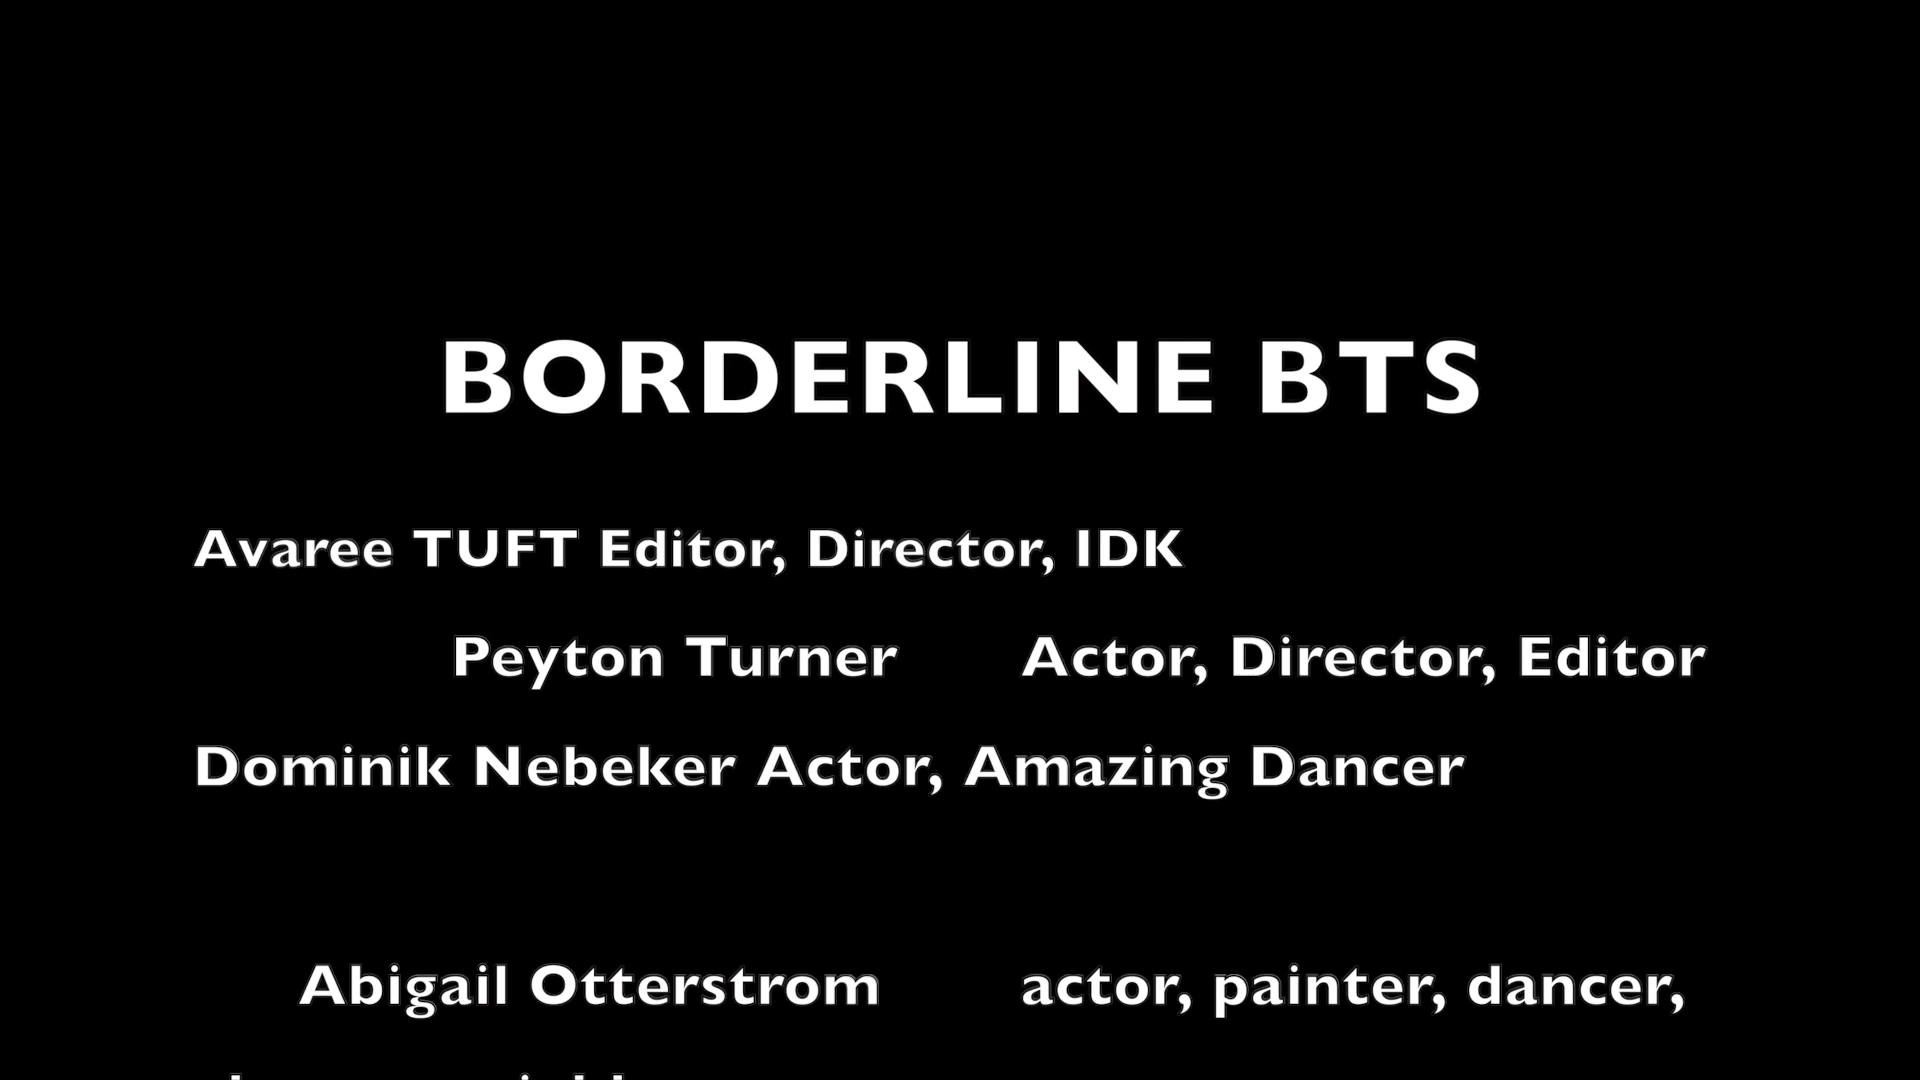 BORDERLINE BTS
Avaree TUFT Editor, Director, IDK
Peyton Turner Actor, Director, Editor
Dominik Nebeker Actor, Amazing Dancer
Abigail Otterstrom actor, painter, dancer,